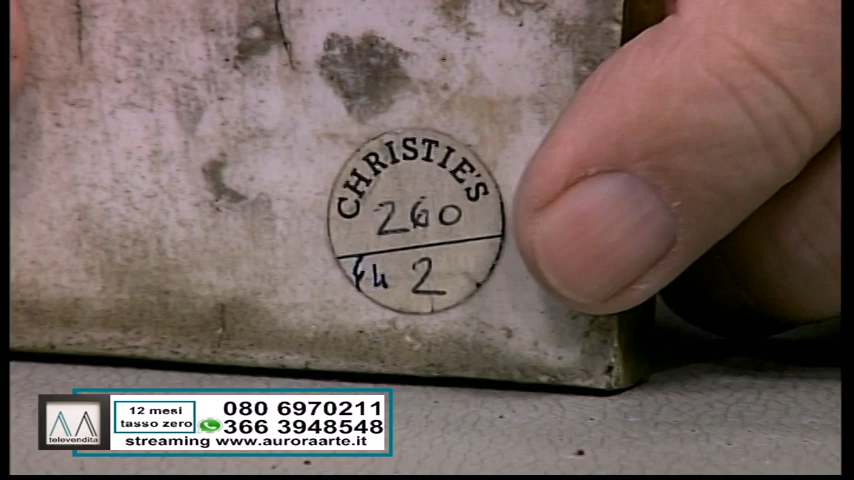 CHRISTIE'S
260
2
12 mesi
tasso zero
080 6970211
366 3948548
streaming www.auroraarte.it
televendita